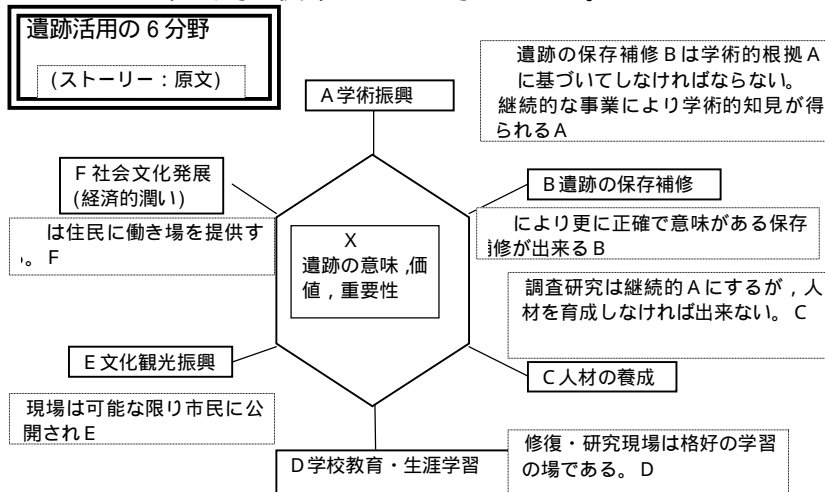 遺跡活用の6分野
(ストーリー：原文)
A学術振興
遺跡の保存補修Bは学術的根拠A
に基づいてしなければならない。
継続的な事業により学術的知見が得
られるA
F社会文化発展
(経済的潤い)
B遺跡の保存補修
は住民に働き場を提供す
。F
X
遺跡の意味,価
値，重要性
により更に正確で意味がある保存
修が出来るB
調査研究は継続的Aにするが，人
材を育成しなければ出来ない。C
E文化観光振興
C人材の養成
現場は可能な限り市民に公
開されE
D学校教育・生涯学習
修復・研究現場は格好の学習
の場である。D